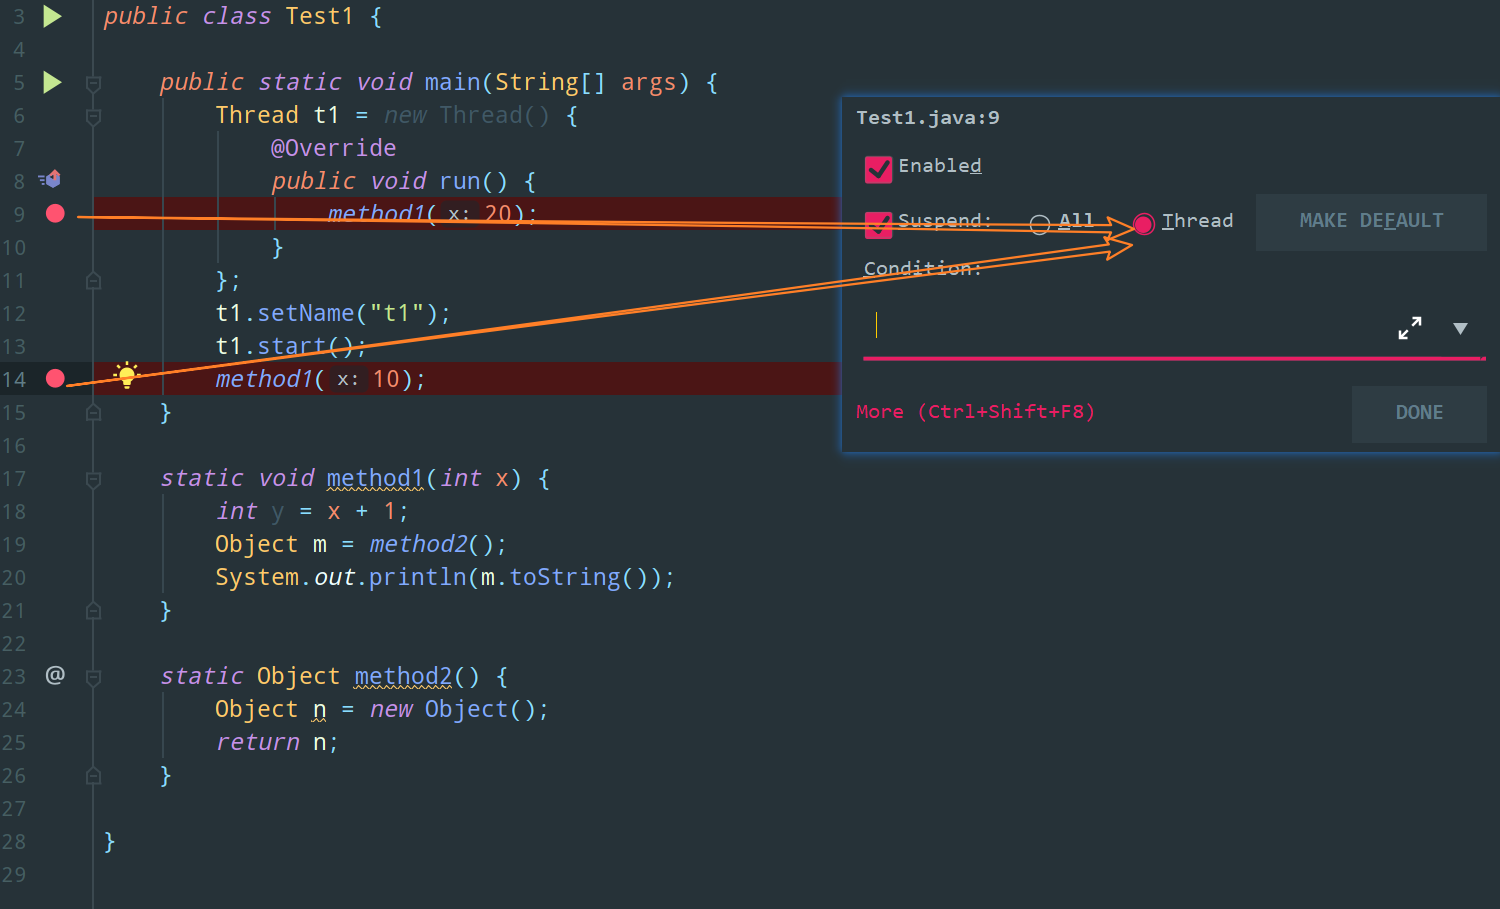 3 public class Test1 {
4
5 public static void main(String[] args) {
6 Thread t1 = new Thread() {
7 @Override
8 public void run() {
9 method1( x: 20);
10 }
11 };
12 t1.setName("t1");
13 t1.start();
14 method1( x: 10);
15 }
16
17 static void method1(int x) {
18 int y = x + 1;
19 Object m = method2();
20 System.out.println(m.toString());
21 }
22
23 @ static Object method2() {
24 Object n = new Object();
25 return n;
26 }
27
28 }
29
Test1.java:9
Enabled
Suspend: All Thread MAKE DEFAULT
Condition:
More (Ctrl+Shift+F8) DONE